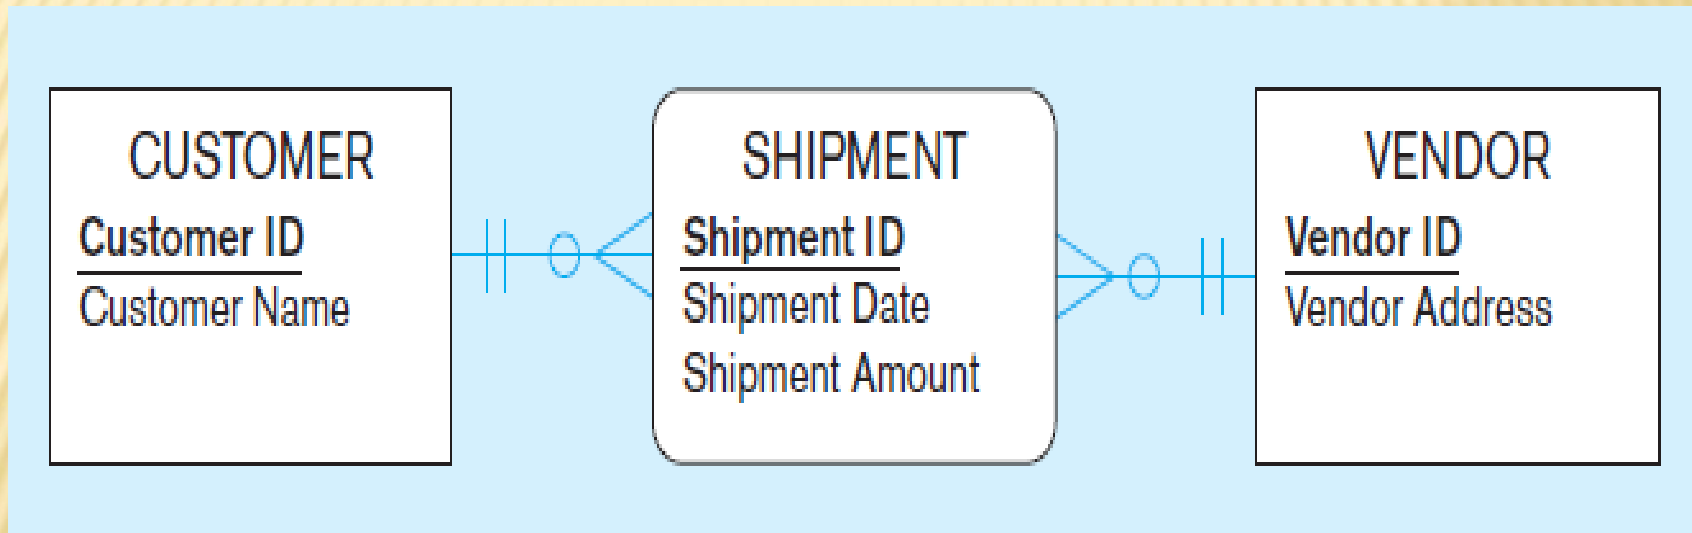 CUSTOMER
Customer ID
Customer Name
SHIPMENT
Shipment ID
Shipment Date
Shipment Amount
VENDOR
Vendor ID
Vendor Address